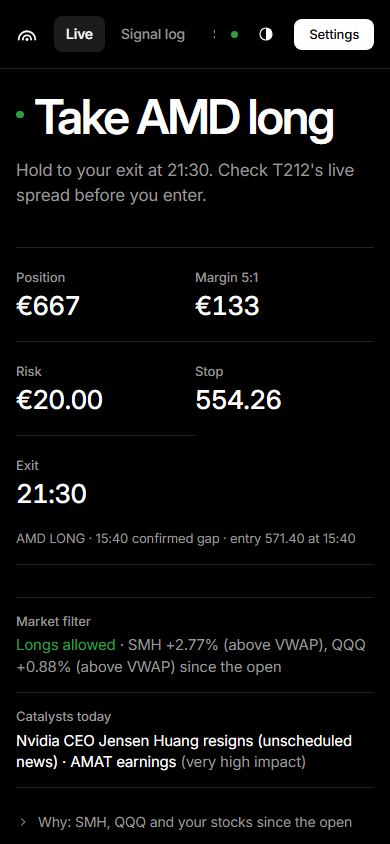 Live
Signal log
Settings
Take AMD long
Hold to your exit at 21:30. Check T212's live
spread before you enter.
Position
Margin 5:1
€667
€133
Risk
Stop
€20.00
554.26
Exit
21:30
AMD LONG · 15:40 confirmed gap · entry 571.40 at 15:40
Market filter
Longs allowed · SMH +2.77% (above VWAP), QQQ
+0.88% (above VWAP) since the open
Catalysts today
Nvidia CEO Jensen Huang resigns (unscheduled
news) · AMAT earnings (very high impact)
Why: SMH, QQQ and your stocks since the open